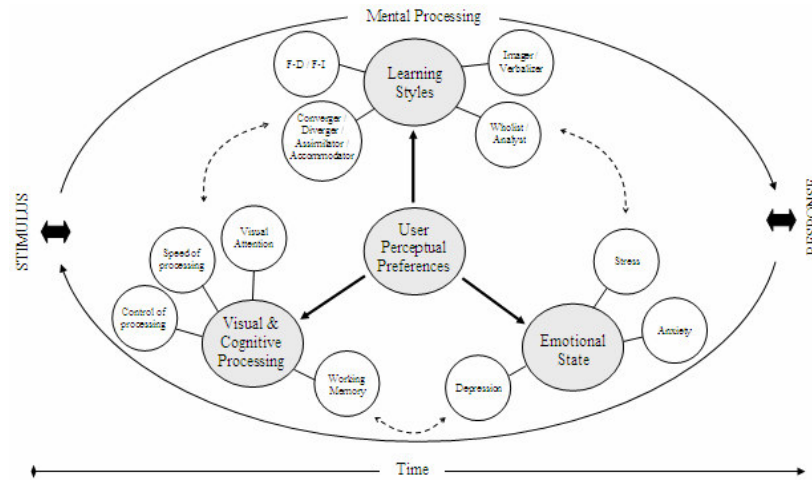 Mental Processing
F-D / F-I
Learning
Styles
Imager /
Verbalizer
Converger /
Diverger /
Assimilator /
Accommodator
Wholist /
Analyst
STIMULUS
RESPONSE
Visual
Attention
Speed of
processing
Control of
processing
User
Perceptual
Preferences
Stress
Visual &
Cognitive
Processing
Emotional
State
Anxiety
Working
Memory
Depression
Time